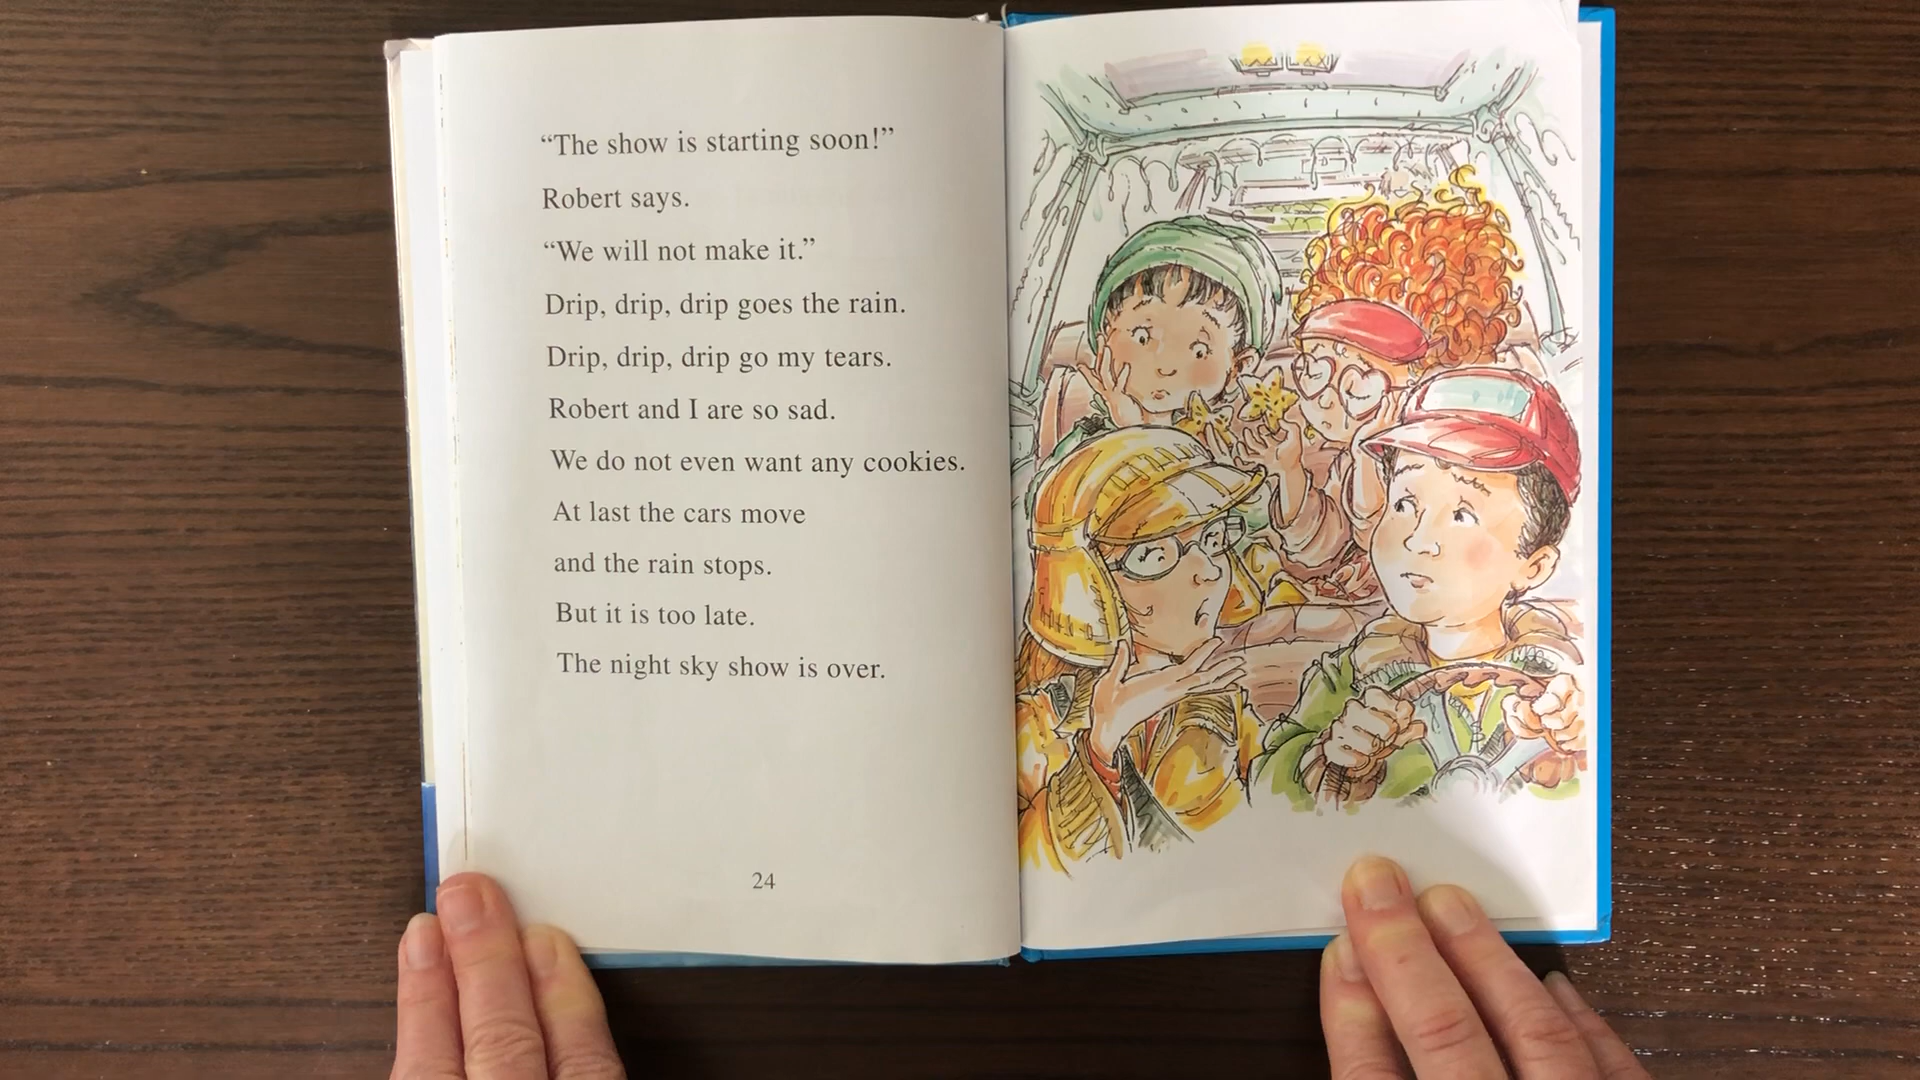 “The show is starting soon!”
Robert says.
“We will not make it.”
Drip, drip, drip goes the rain.
Drip, drip, drip go my tears.
Robert and I are so sad.
We do not even want any cookies.
At last the cars move
and the rain stops.
But it is too late.
The night sky show is over.
24